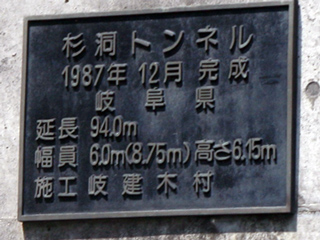 杉洞トンネル
1987年 12月 完成
岐阜県
延長 94.0m
幅員 6.0m(8.75m) 高さ6.15m
施工 岐建木村